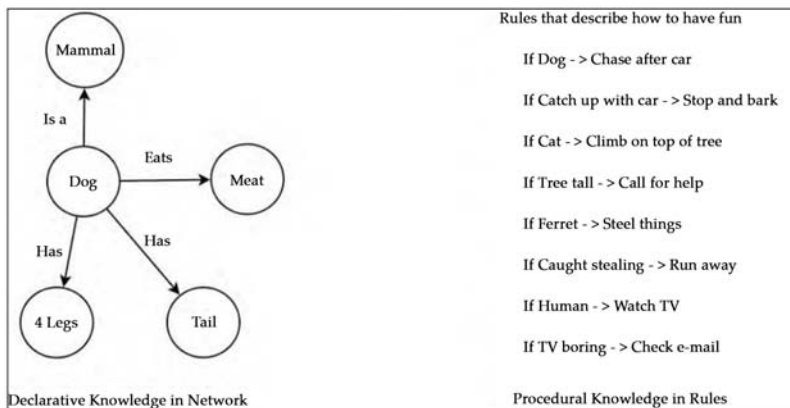 Mammal
Is a
Eats
Dog
Meat
Has
Has
4 Legs
Tail
Declarative Knowledge in Network
Rules that describe how to have fun
If Dog - > Chase after car
If Catch up with car - > Stop and bark
If Cat - > Climb on top of tree
If Tree tall - > Call for help
If Ferret - > Steel things
If Caught stealing - > Run away
If Human - > Watch TV
If TV boring - > Check e-mail
Procedural Knowledge in Rules